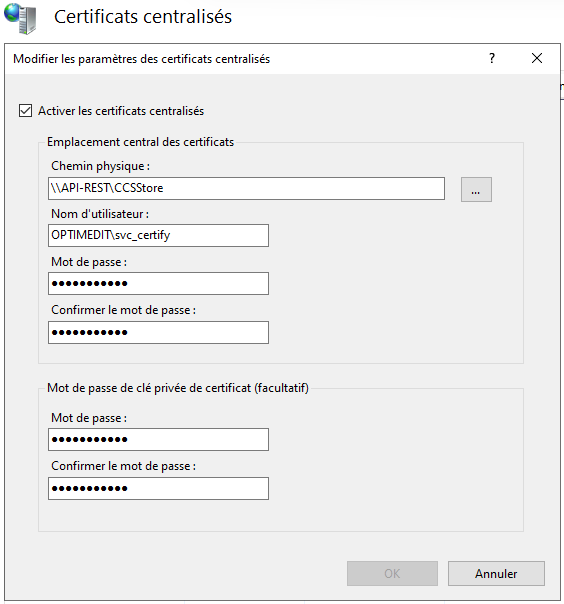 Certificats centralisés
Modifier les paramètres des certificats centralisés
?
Activer les certificats centralisés
Emplacement central des certificats
Chemin physique :
\\API-REST\CCSStore
...
Nom d'utilisateur :
OPTIMEDIT\svc_certify
Mot de passe :
●●●●●●●●●●●
Confirmer le mot de passe :
●●●●●●●●●●●
Mot de passe de clé privée de certificat (facultatif)
Mot de passe :
●●●●●●●●●●●
Confirmer le mot de passe :
●●●●●●●●●●●
OK
Annuler